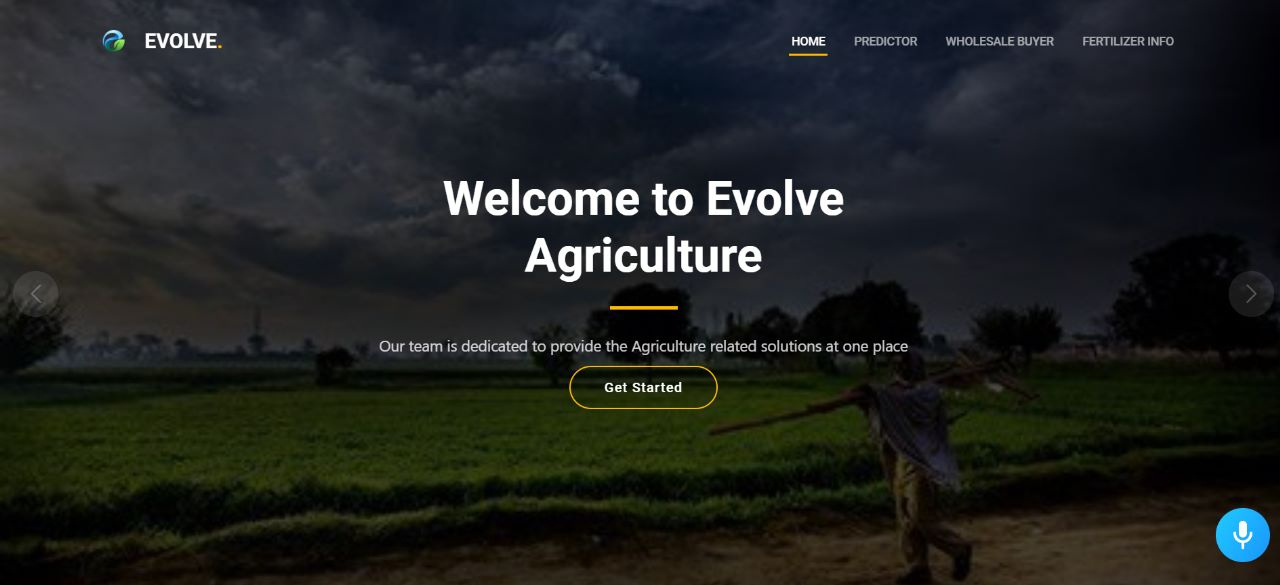 EVOLVE.
HOME PREDICTOR WHOLESALE BUYER FERTILIZER INFO
Welcome to Evolve
Agriculture
Our team is dedicated to provide the Agriculture related solutions at one place
Get Started